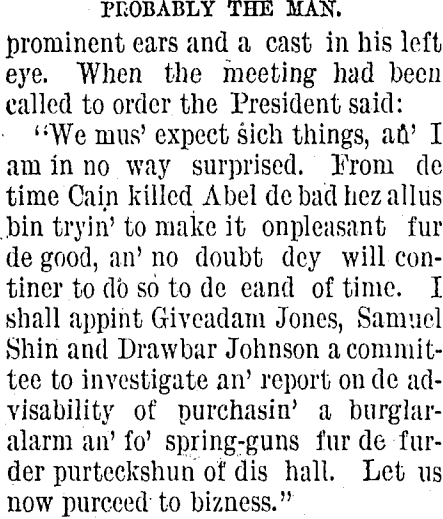 PROBABLY THE MAN.
prominent ears and a cast in his left
eye. When the meeting had been
called to order the President said:
"We mus' expect sich things, an' I
am in no way surprised. From de
time Cain killed Abel de bad hez allus
bin tryin' to make it onpleasant fur
de good, an' no doubt dey will con-
tiner to do so to de eand of time. I
shall appint Giveadam Jones, Samuel
Shin and Drawbar Johnson a commit-
tee to investigate an' report on de ad-
visability of purchasin' a burglar-
alarm an' fo' spring-guns fur de fur-
der purteckshun of dis hall. Let us
now purceed to bizness."